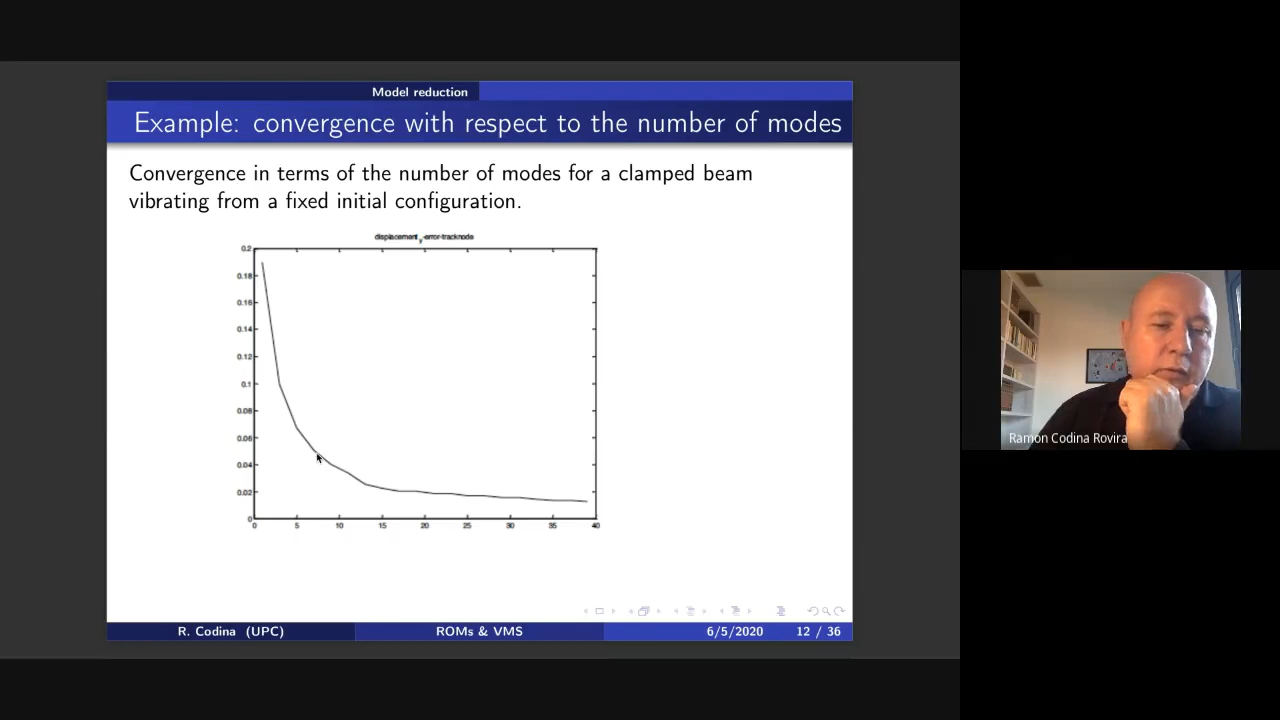 Model reduction
Example: convergence with respect to the number of modes
Convergence in terms of the number of modes for a clamped beam
vibrating from a fixed initial configuration.
displacement y-error-tracknode
0.2
0.18
0.16
0.14
0.12
0.1
0.08
0.06
0.04
0.02
0
0 5 10 15 20 25 30 35 40
R. Codina (UPC) ROMs & VMS 6/5/2020 12 / 36
Ramon Codina Rovira